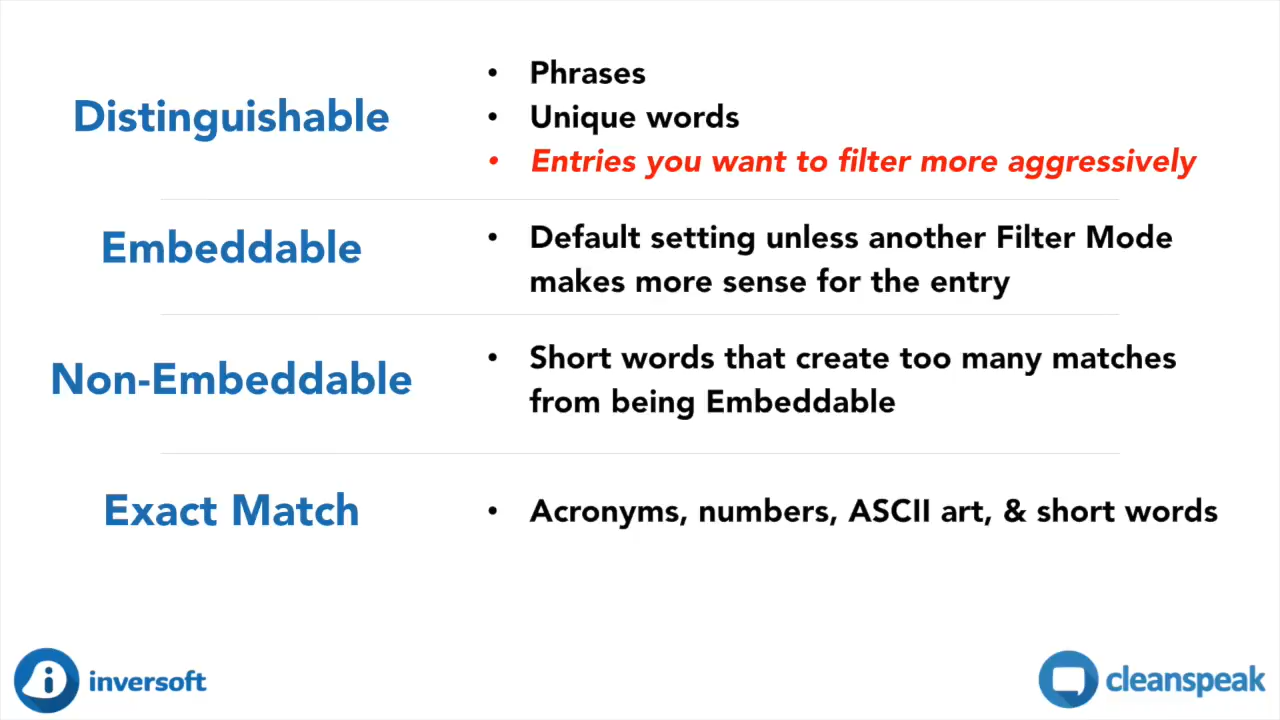 Distinguishable
• Phrases
• Unique words
• Entries you want to filter more aggressively
Embeddable
• Default setting unless another Filter Mode
makes more sense for the entry
Non-Embeddable
• Short words that create too many matches
from being Embeddable
Exact Match
• Acronyms, numbers, ASCII art, & short words
inversoft
cleanspeak